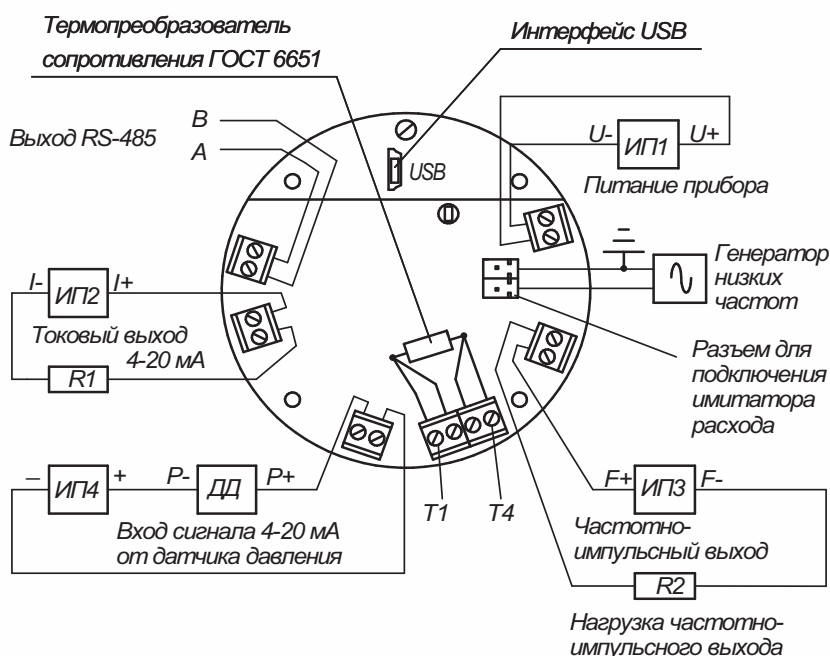 Термопреобразователь
сопротивления ГОСТ 6651
Интерфейс USB
Выход RS-485
B
A
USB
U-
ИП1
U+
Питание прибора
Генератор
низких
частот
I-
ИП2
I+
Токовый выход
4-20 мА
R1
Разъем для
подключения
имитатора
расхода
–
ИП4
+
P-
ДД
P+
Вход сигнала 4-20 мА
от датчика давления
T1
T4
F+
ИП3
F-
Частотно-
импульсный выход
R2
Нагрузка частотно-
импульсного выхода